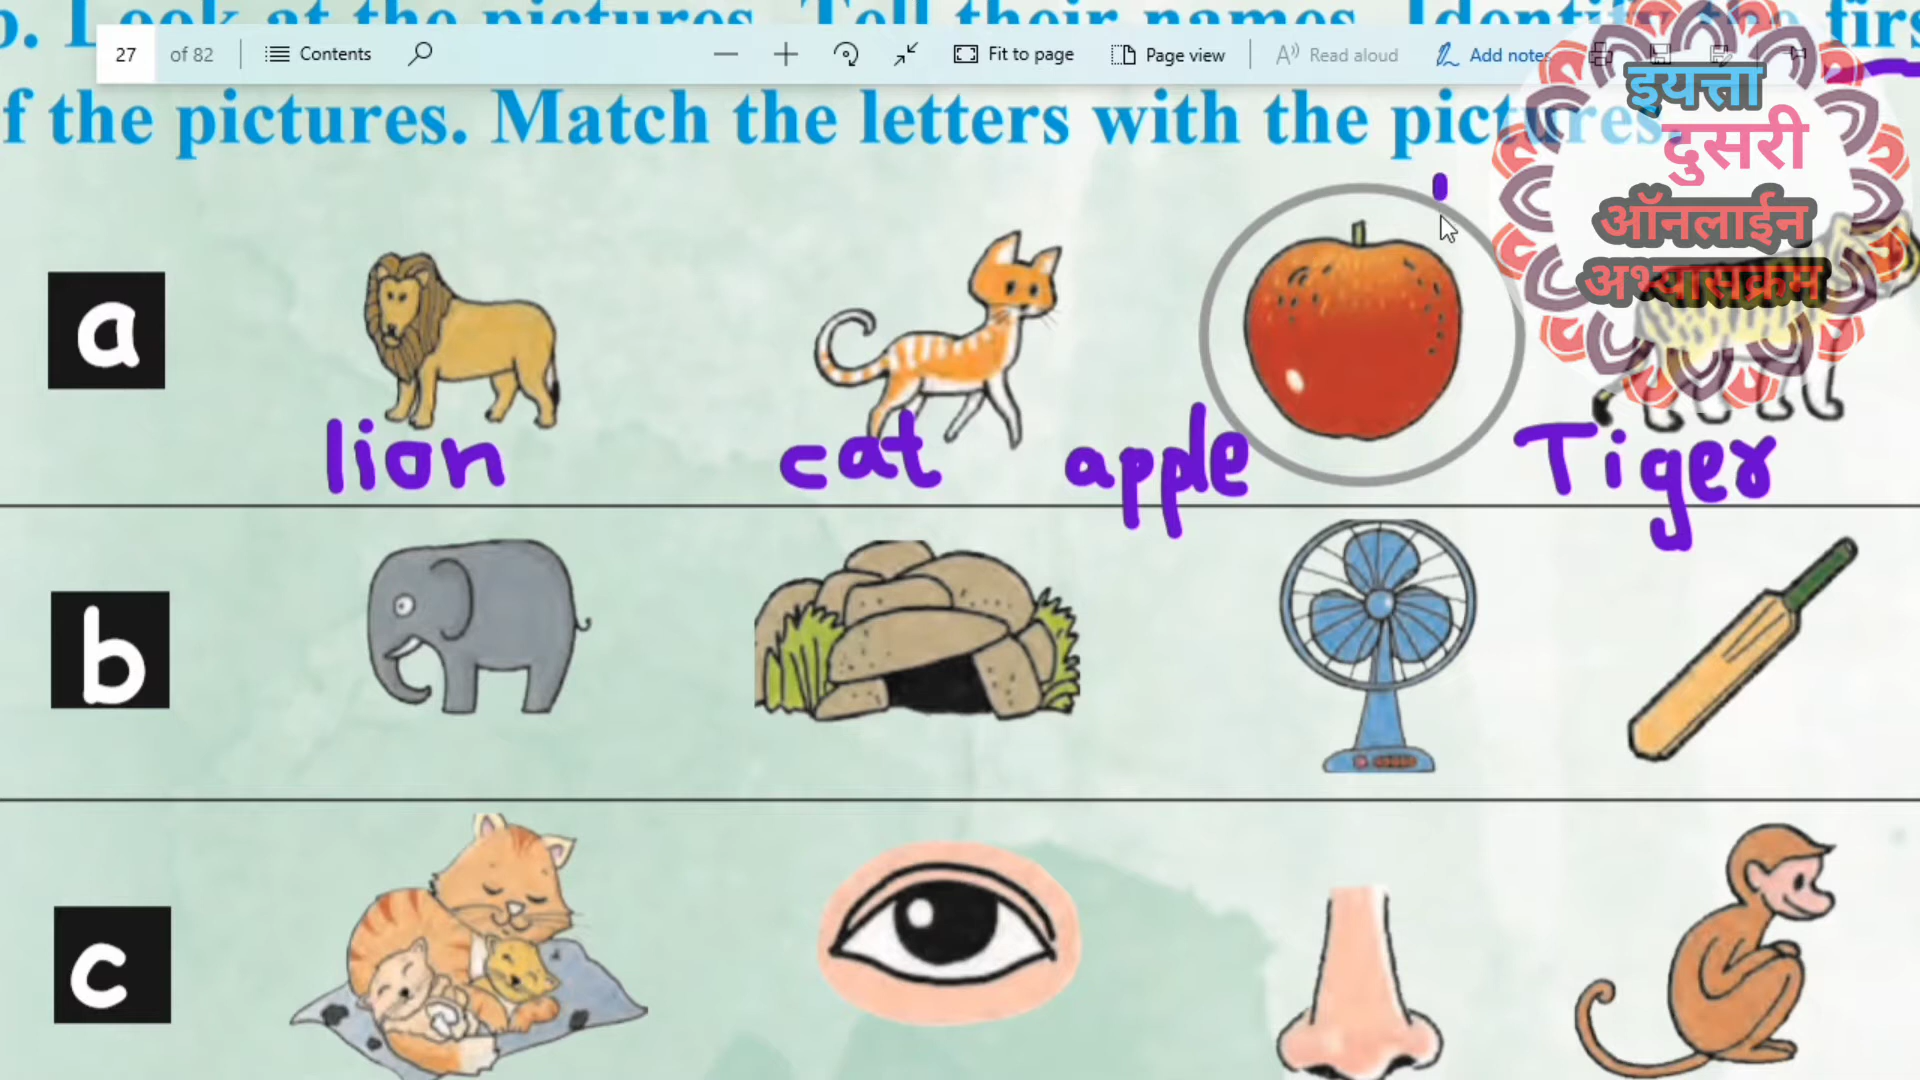 Look at the pictures. Tell their names. Identify the firs
27 of 82 Contents Fit to page Page view Read aloud Add notes
f the pictures. Match the letters with the pictures.
इयत्ता
दुसरी
ऑनलाईन
अभ्यासक्रम
a
lion cat apple Tiger
b
c